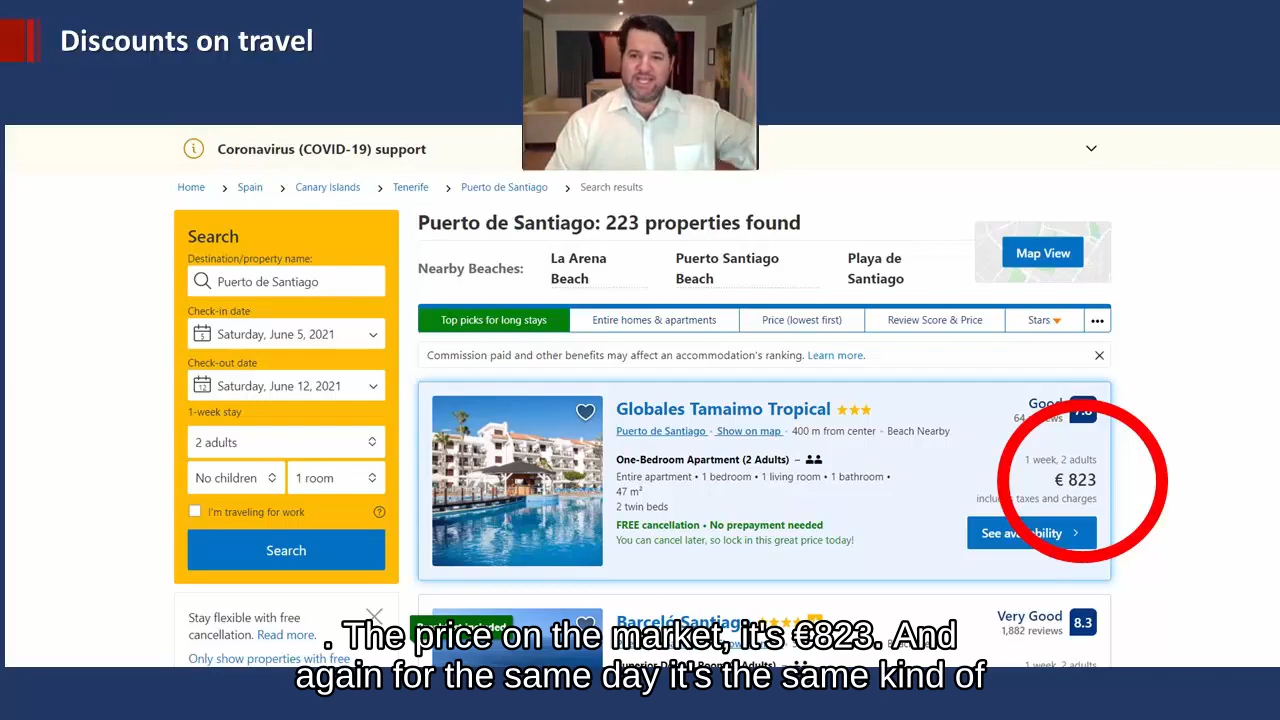 Discounts on travel
Coronavirus (COVID-19) support
Home > Spain > Canary Islands > Tenerife > Puerto de Santiago > Search results
Search
Destination/property name:
Puerto de Santiago
Check-in date
5
Saturday, June 5, 2021
Check-out date
12
Saturday, June 12, 2021
1-week stay
2 adults
No children
1 room
I'm traveling for work
Search
Stay flexible with free
cancellation. Read more.
Only show properties with free
Puerto de Santiago: 223 properties found
Nearby Beaches:
La Arena
Beach
Puerto Santiago
Beach
Playa de
Santiago
Map View
Top picks for long stays
Entire homes & apartments
Price (lowest first)
Review Score & Price
Stars
Commission paid and other benefits may affect an accommodation's ranking. Learn more.
Globales Tamaimo Tropical
Puerto de Santiago · Show on map · 400 m from center · Beach Nearby
One-Bedroom Apartment (2 Adults) –
Entire apartment • 1 bedroom • 1 living room • 1 bathroom •
47 m²
2 twin beds
FREE cancellation • No prepayment needed
You can cancel later, so lock in this great price today!
Good
1 week, 2 adults
€ 823
includes taxes and charges
See availability
Barceló Santiago
Very Good
1,882 reviews
8.3
1 week, 2 adults
. The price on the market, it's €823. And
again for the same day it's the same kind of